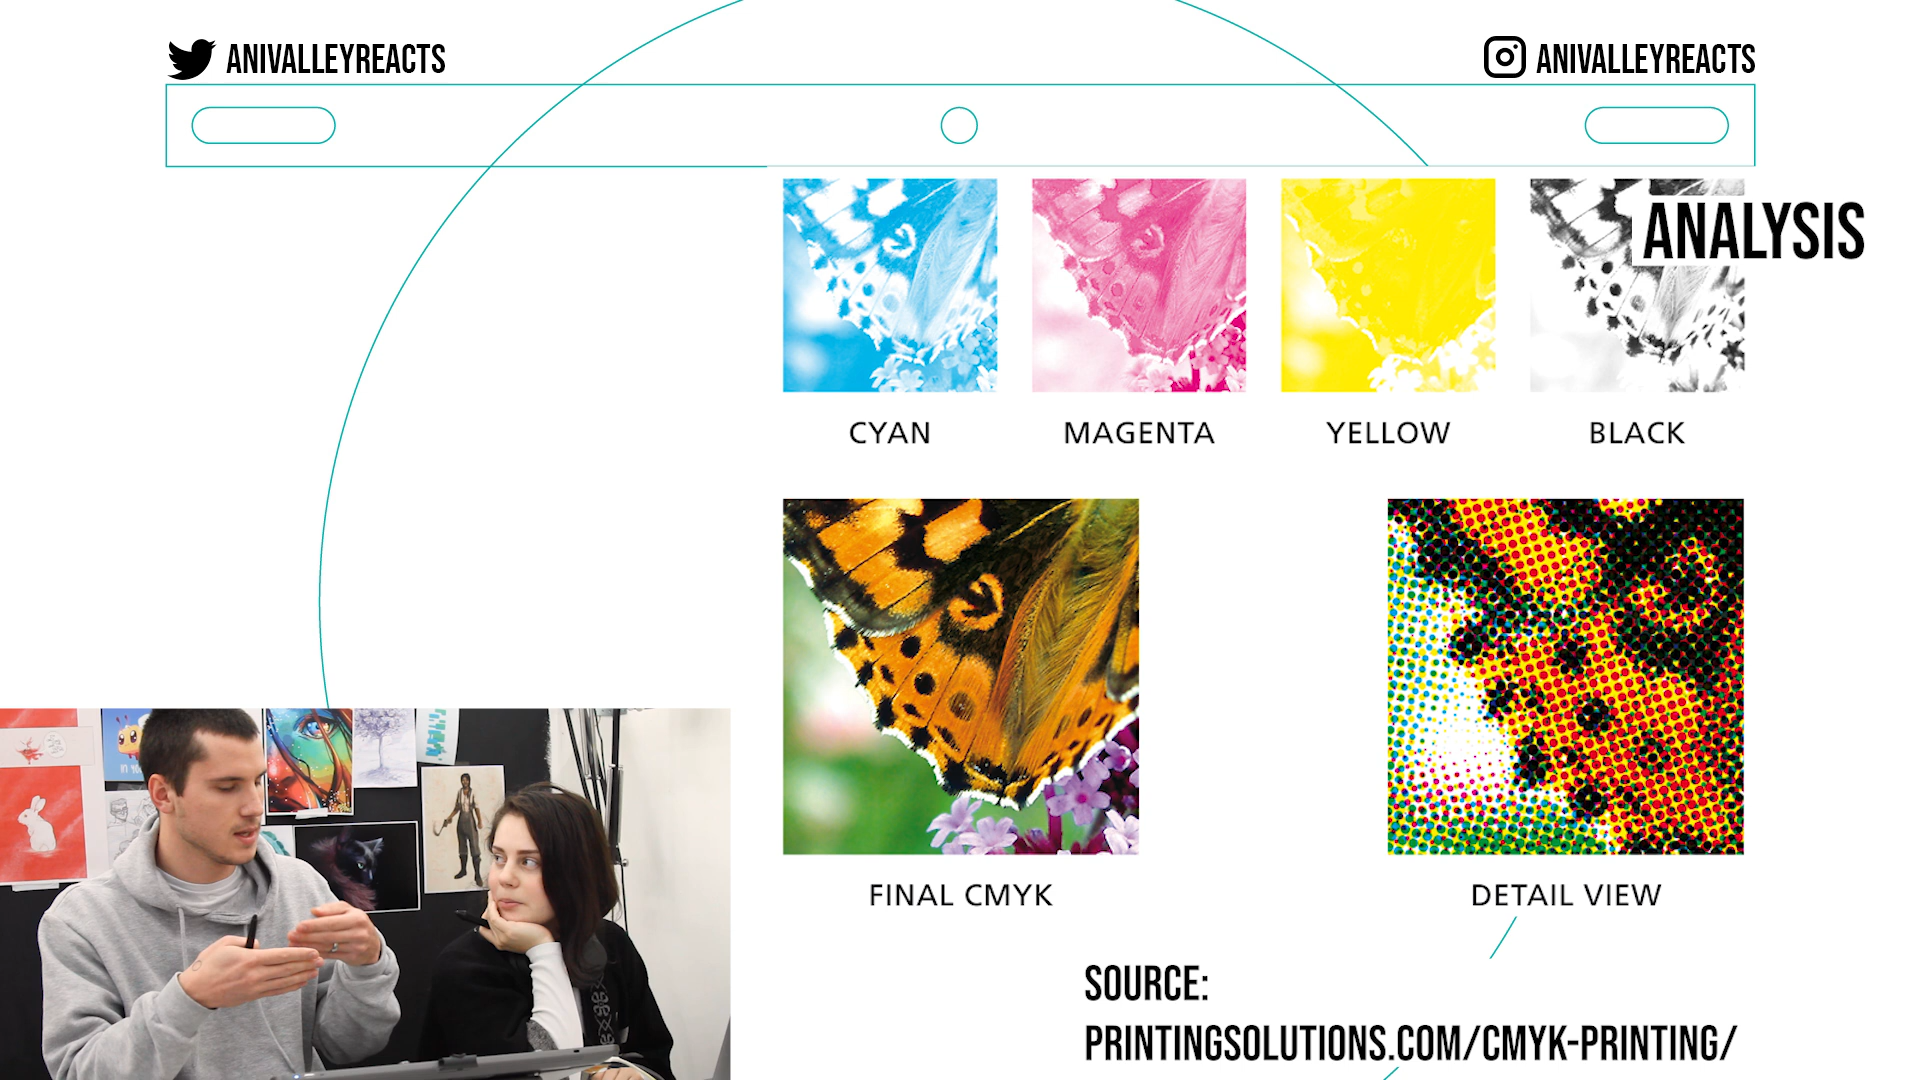 ANIVALLEYREACTS
ANIVALLEYREACTS
ANALYSIS
CYAN
MAGENTA
YELLOW
BLACK
FINAL CMYK
DETAIL VIEW
SOURCE:
PRINTINGSOLUTIONS.COM/CMYK-PRINTING/